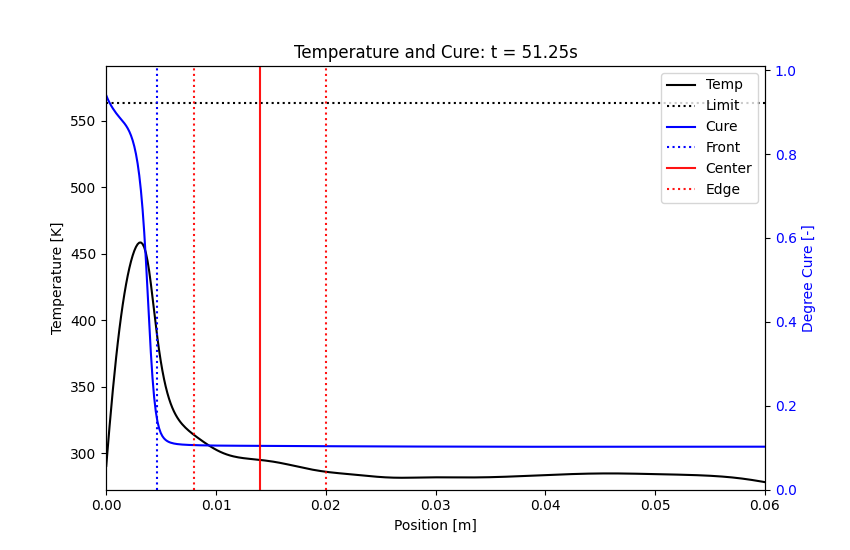 Temperature and Cure: t = 51.25s
Temp
Limit
Cure
Front
Center
Edge
550
500
450
400
350
300
Temperature [K]
1.0
0.8
0.6
0.4
0.2
0.0
Degree Cure [-]
0.00 0.01 0.02 0.03 0.04 0.05 0.06
Position [m]